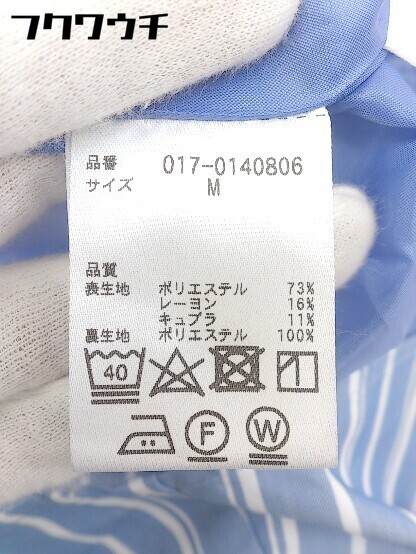 フクワウチ
品番 017-0140806
サイズ M
品質
表生地 ポリエステル 73%
レーヨン 16%
キュプラ 11%
裏生地 ポリエステル 100%
40
F W